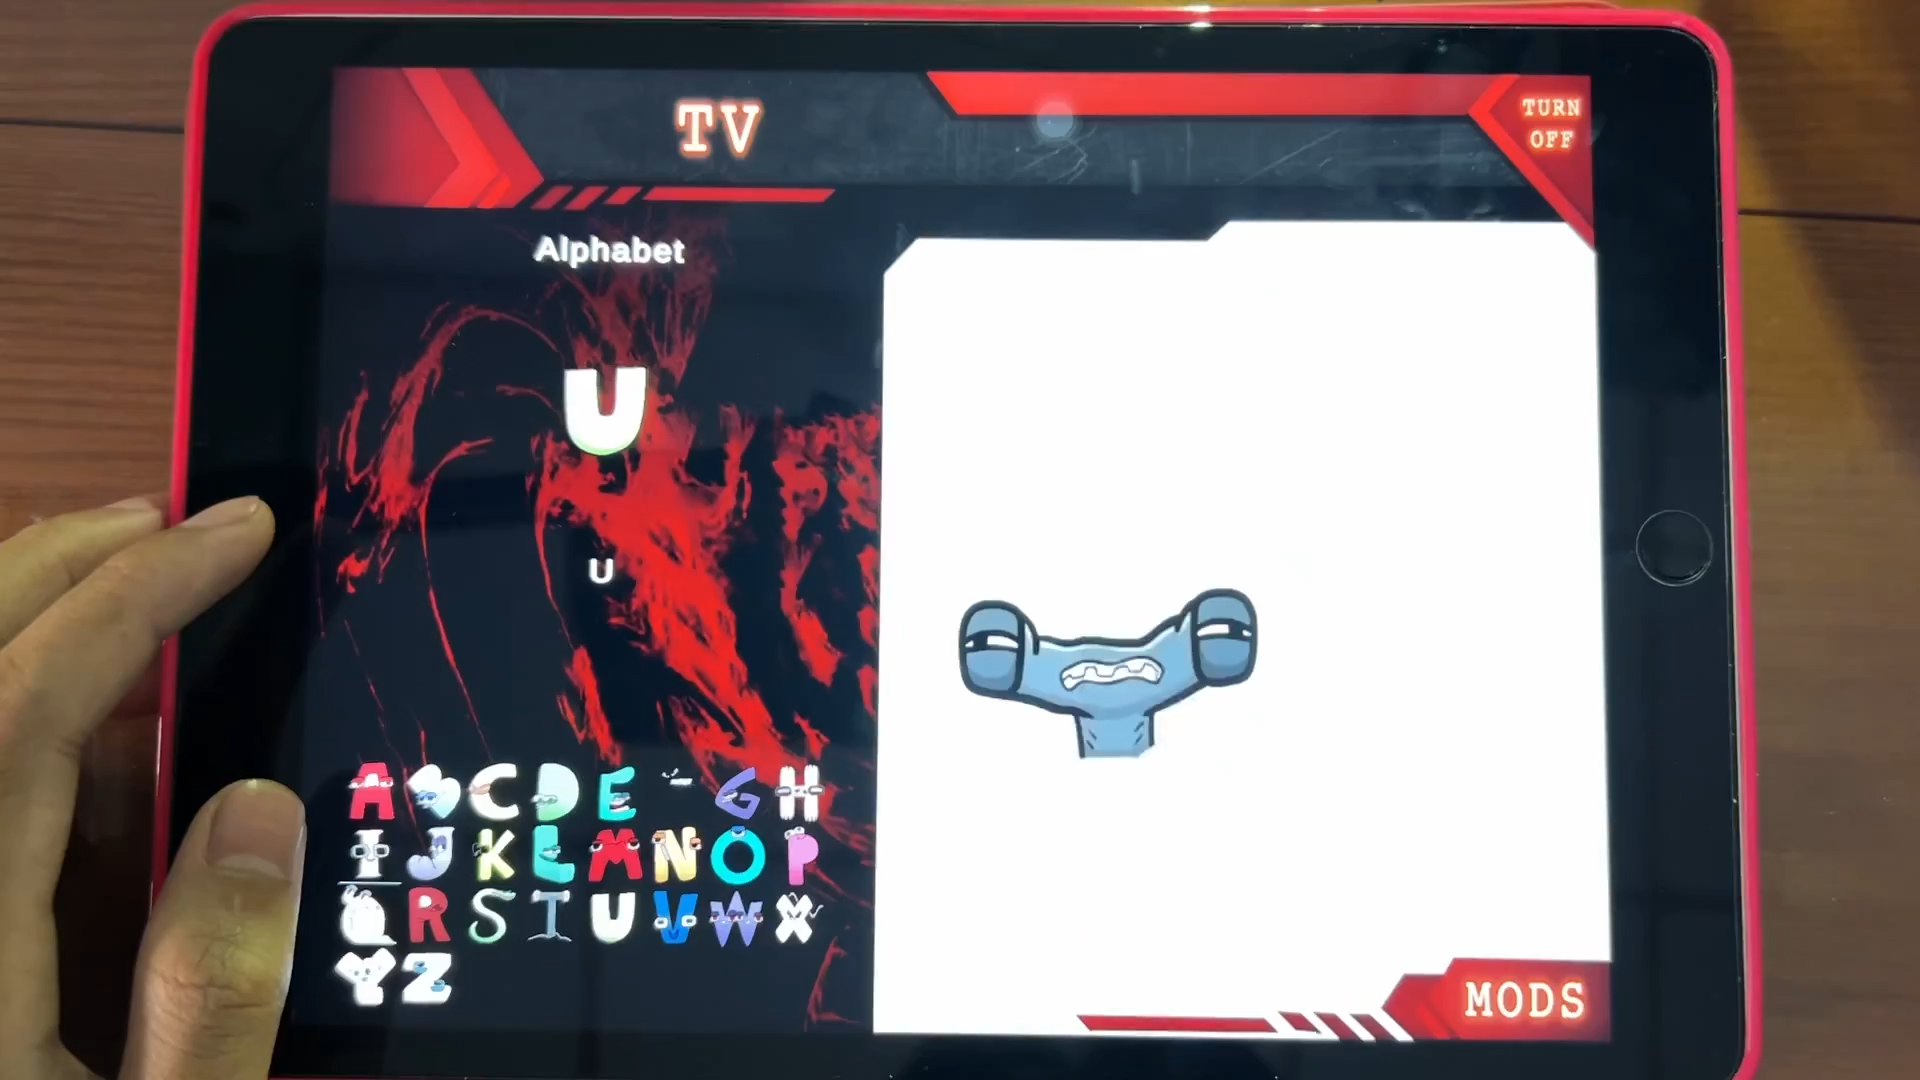 TV
TURN
OFF
Alphabet
U
U
A B C D E G H
I J K L M N O P
Q R S T U V W X
Y Z
MODS